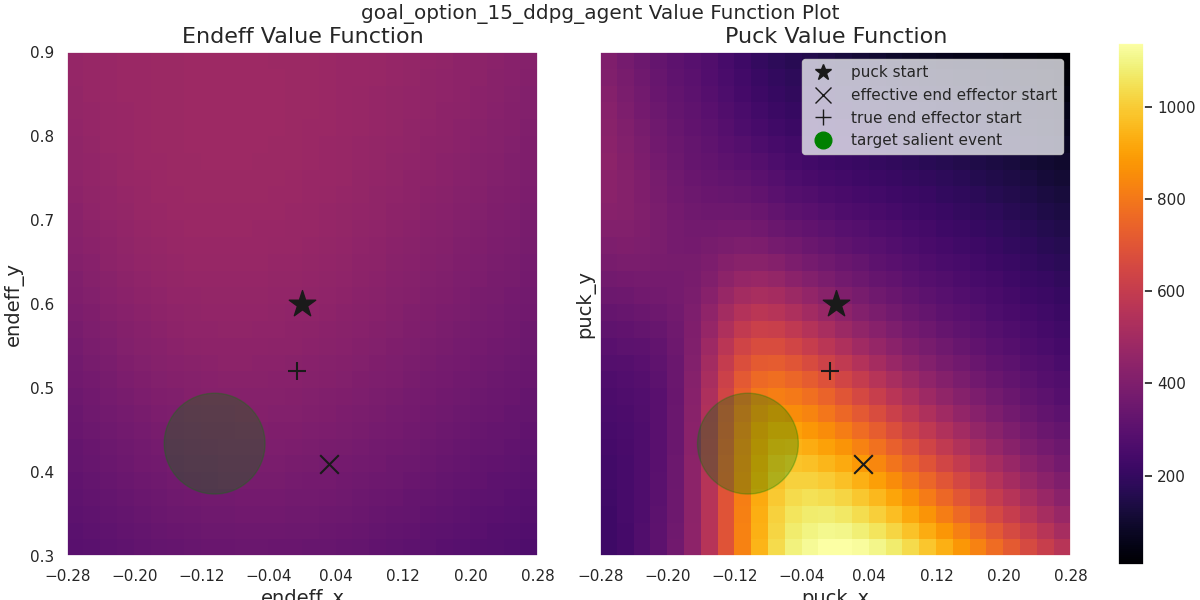 goal_option_15_ddpg_agent Value Function Plot
Endeff Value Function
Puck Value Function
0.9
0.8
0.7
0.6
0.5
0.4
0.3
endeff_y
−0.28 −0.20 −0.12 −0.04 0.04 0.12 0.20 0.28
endeff_x
puck_y
puck start
effective end effector start
true end effector start
target salient event
−0.28 −0.20 −0.12 −0.04 0.04 0.12 0.20 0.28
puck_x
1000
800
600
400
200